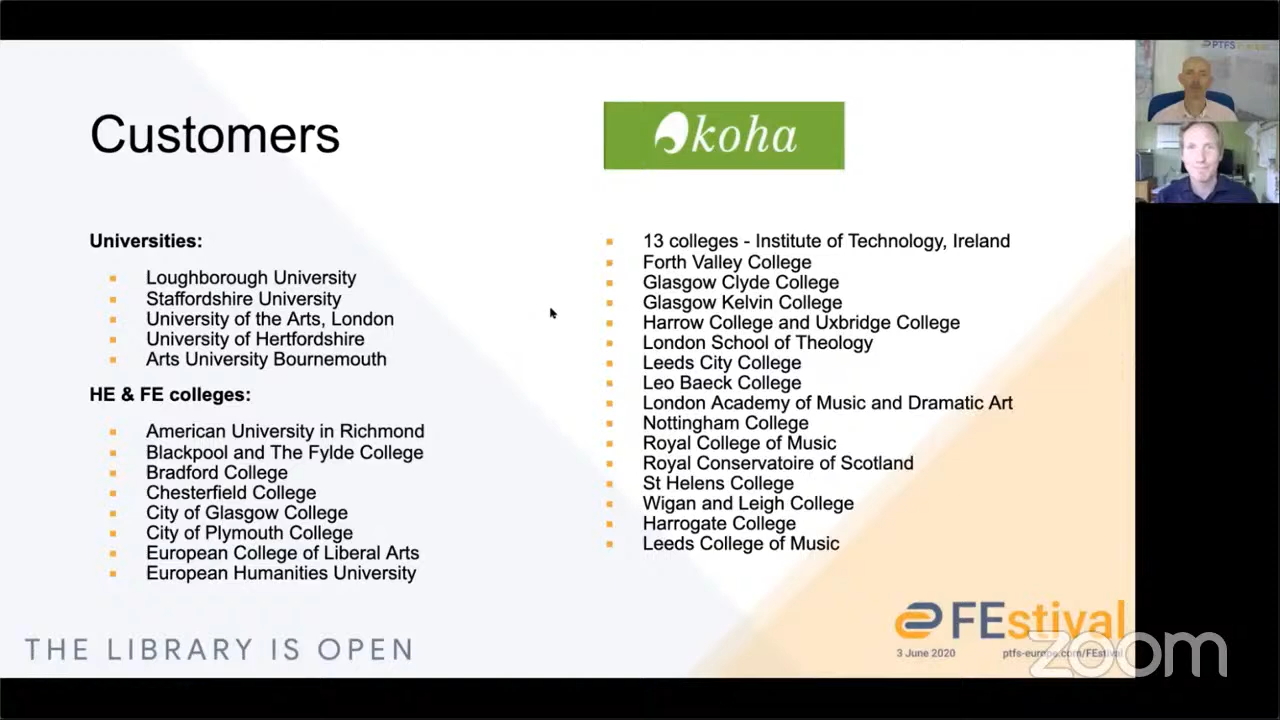 Customers
koha
Universities:
Loughborough University
Staffordshire University
University of the Arts, London
University of Hertfordshire
Arts University Bournemouth
HE & FE colleges:
American University in Richmond
Blackpool and The Fylde College
Bradford College
Chesterfield College
City of Glasgow College
City of Plymouth College
European College of Liberal Arts
European Humanities University
13 colleges - Institute of Technology, Ireland
Forth Valley College
Glasgow Clyde College
Glasgow Kelvin College
Harrow College and Uxbridge College
London School of Theology
Leeds City College
Leo Baeck College
London Academy of Music and Dramatic Art
Nottingham College
Royal College of Music
Royal Conservatoire of Scotland
St Helens College
Wigan and Leigh College
Harrogate College
Leeds College of Music
THE LIBRARY IS OPEN
FEstival
3 June 2020
ptfs-europe.com/FEstival
zoom
PTFS